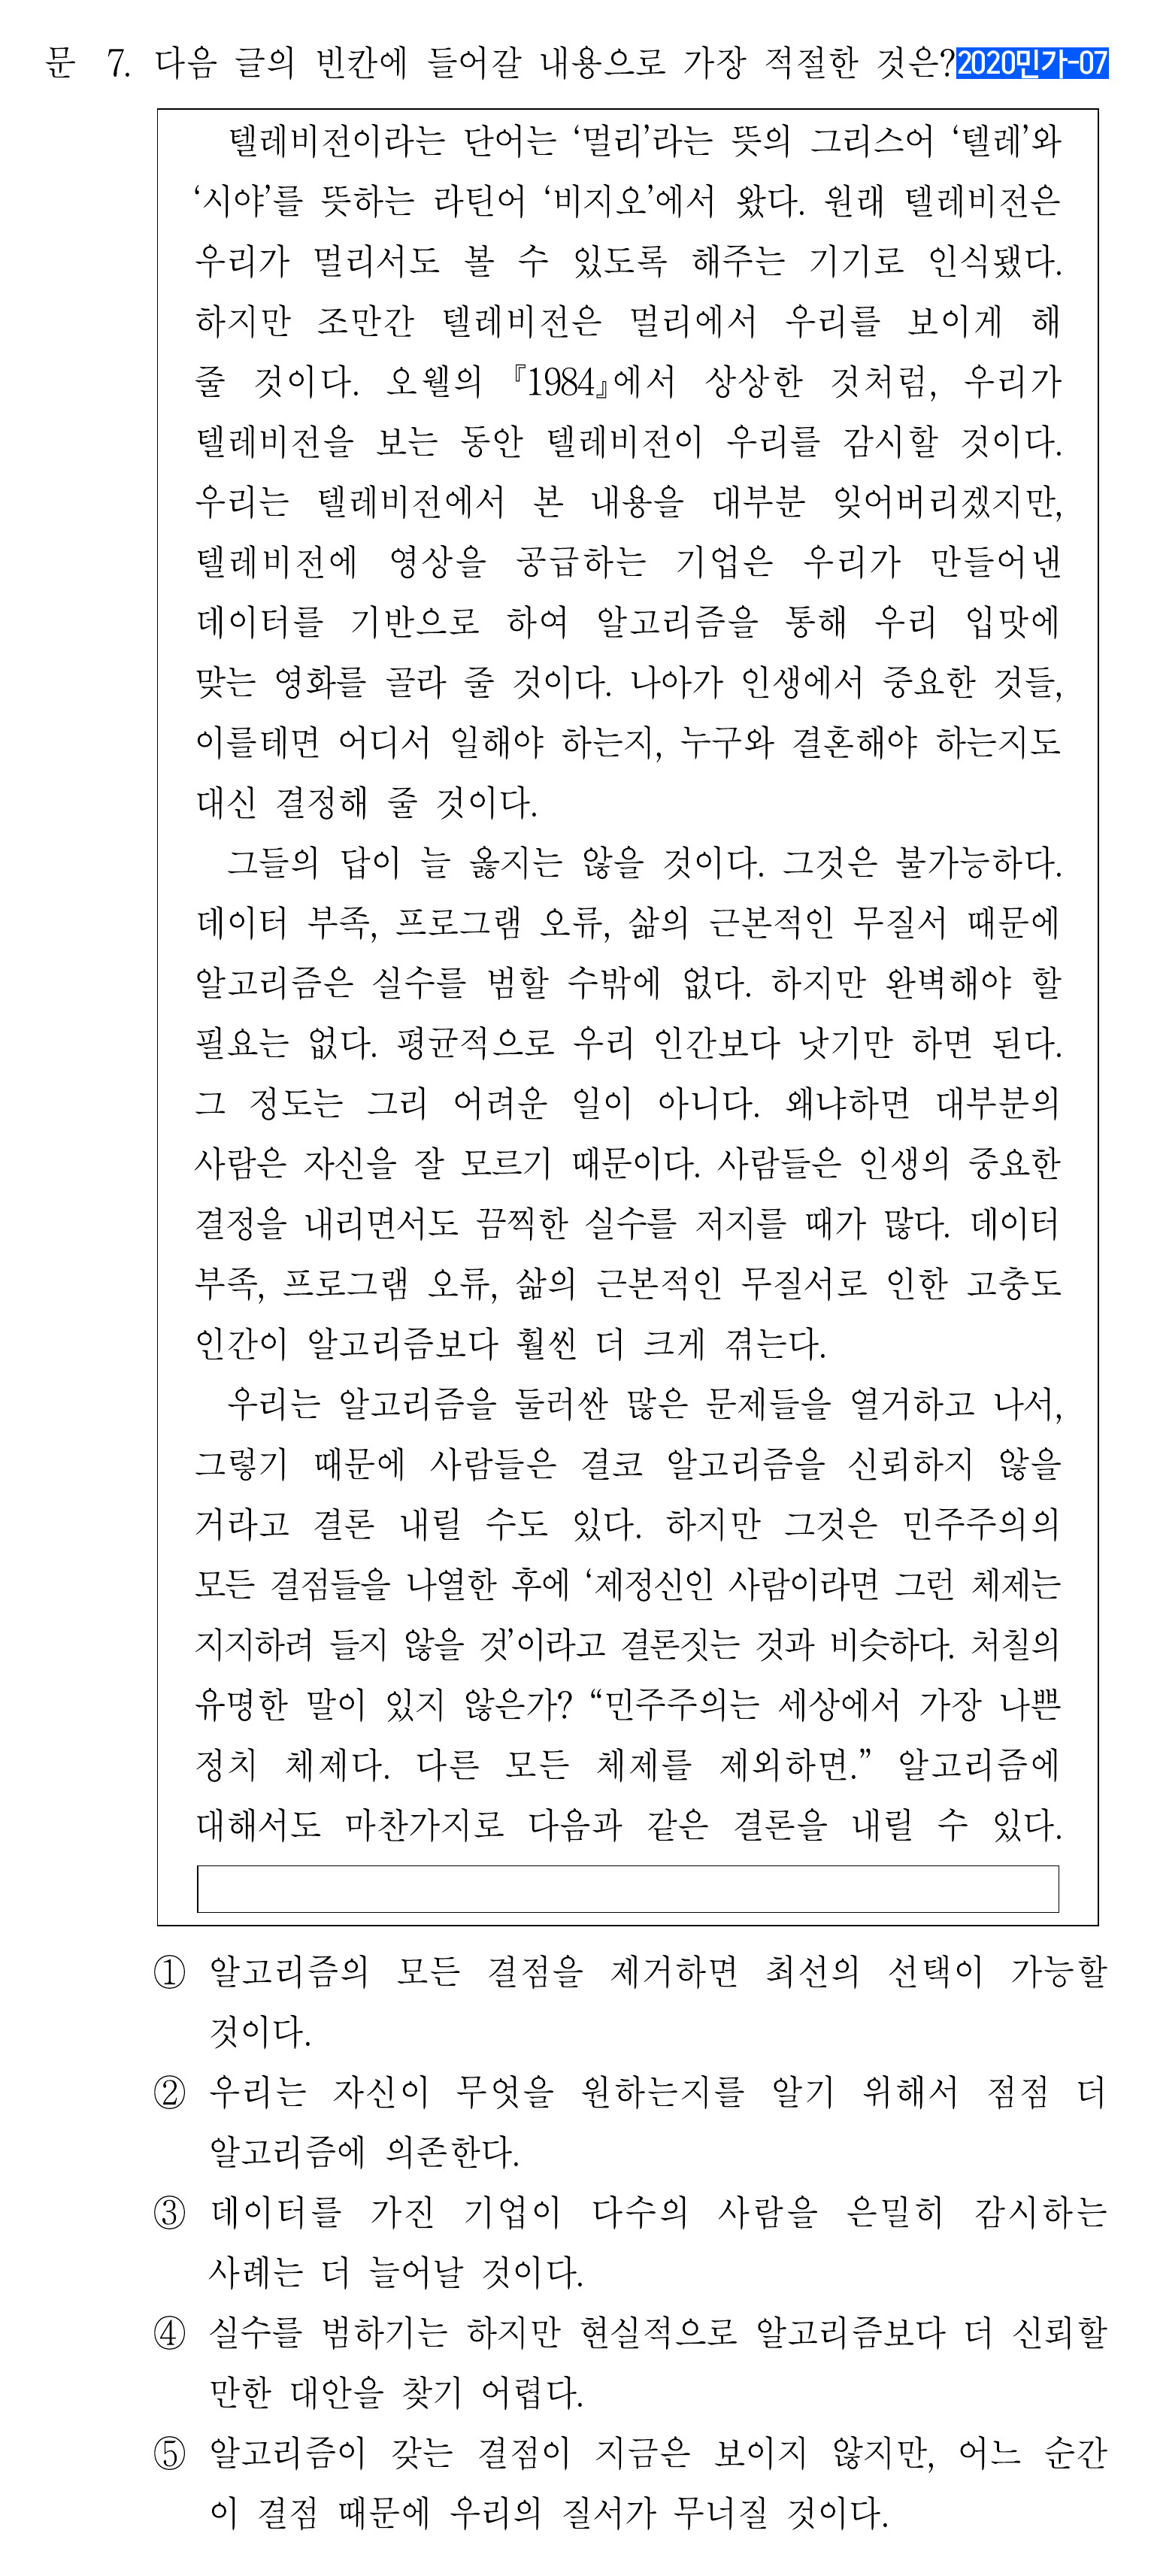 문 7. 다음 글의 빈칸에 들어갈 내용으로 가장 적절한 것은?2020민가-07
텔레비전이라는 단어는 ‘멀리’라는 뜻의 그리스어 ‘텔레’와
‘시야’를 뜻하는 라틴어 ‘비지오’에서 왔다. 원래 텔레비전은
우리가 멀리서도 볼 수 있도록 해주는 기기로 인식됐다.
하지만 조만간 텔레비전은 멀리에서 우리를 보이게 해
줄 것이다. 오웰의 『1984』에서 상상한 것처럼, 우리가
텔레비전을 보는 동안 텔레비전이 우리를 감시할 것이다.
우리는 텔레비전에서 본 내용을 대부분 잊어버리겠지만,
텔레비전에 영상을 공급하는 기업은 우리가 만들어낸
데이터를 기반으로 하여 알고리즘을 통해 우리 입맛에
맞는 영화를 골라 줄 것이다. 나아가 인생에서 중요한 것들,
이를테면 어디서 일해야 하는지, 누구와 결혼해야 하는지도
대신 결정해 줄 것이다.
그들의 답이 늘 옳지는 않을 것이다. 그것은 불가능하다.
데이터 부족, 프로그램 오류, 삶의 근본적인 무질서 때문에
알고리즘은 실수를 범할 수밖에 없다. 하지만 완벽해야 할
필요는 없다. 평균적으로 우리 인간보다 낫기만 하면 된다.
그 정도는 그리 어려운 일이 아니다. 왜냐하면 대부분의
사람은 자신을 잘 모르기 때문이다. 사람들은 인생의 중요한
결정을 내리면서도 끔찍한 실수를 저지를 때가 많다. 데이터
부족, 프로그램 오류, 삶의 근본적인 무질서로 인한 고충도
인간이 알고리즘보다 훨씬 더 크게 겪는다.
우리는 알고리즘을 둘러싼 많은 문제들을 열거하고 나서,
그렇기 때문에 사람들은 결코 알고리즘을 신뢰하지 않을
거라고 결론 내릴 수도 있다. 하지만 그것은 민주주의의
모든 결점들을 나열한 후에 ‘제정신인 사람이라면 그런 체제는
지지하려 들지 않을 것’이라고 결론짓는 것과 비슷하다. 처칠의
유명한 말이 있지 않은가? “민주주의는 세상에서 가장 나쁜
정치 체제다. 다른 모든 체제를 제외하면.” 알고리즘에
대해서도 마찬가지로 다음과 같은 결론을 내릴 수 있다.
① 알고리즘의 모든 결점을 제거하면 최선의 선택이 가능할
것이다.
② 우리는 자신이 무엇을 원하는지를 알기 위해서 점점 더
알고리즘에 의존한다.
③ 데이터를 가진 기업이 다수의 사람을 은밀히 감시하는
사례는 더 늘어날 것이다.
④ 실수를 범하기는 하지만 현실적으로 알고리즘보다 더 신뢰할
만한 대안을 찾기 어렵다.
⑤ 알고리즘이 갖는 결점이 지금은 보이지 않지만, 어느 순간
이 결점 때문에 우리의 질서가 무너질 것이다.